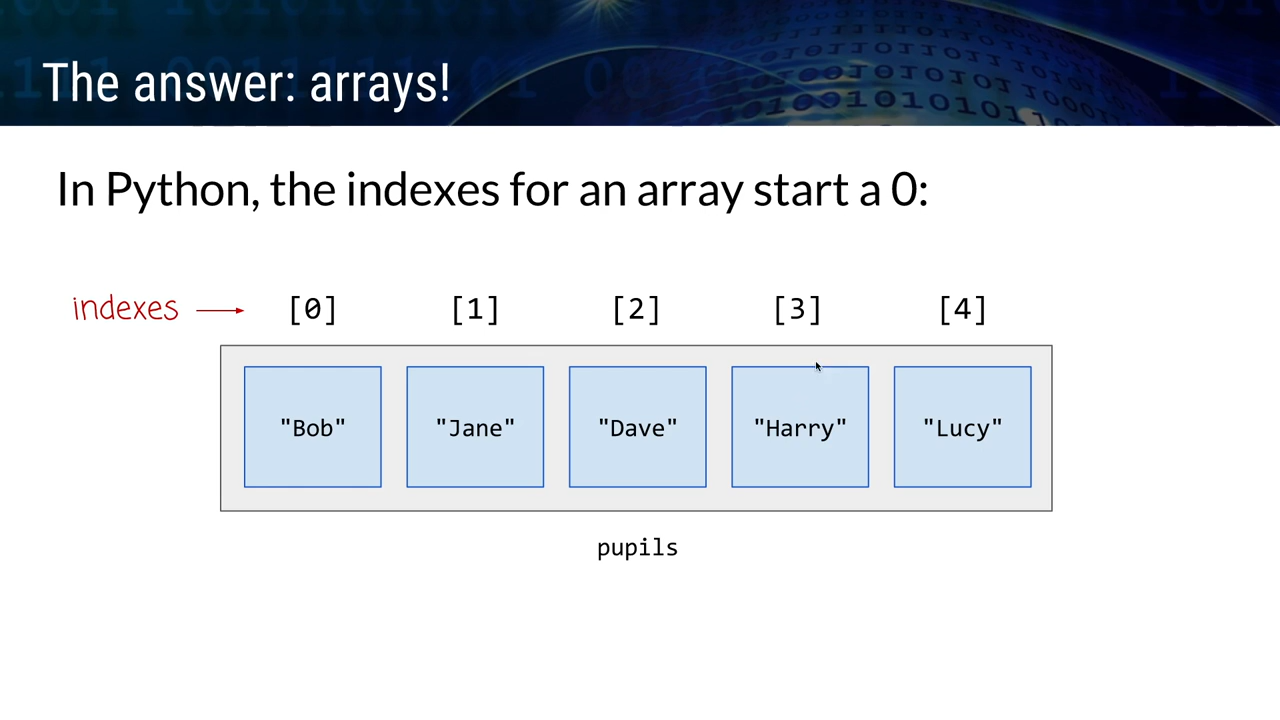 The answer: arrays!
In Python, the indexes for an array start a 0:
indexes [0] [1] [2] [3] [4]
"Bob" "Jane" "Dave" "Harry" "Lucy"
pupils